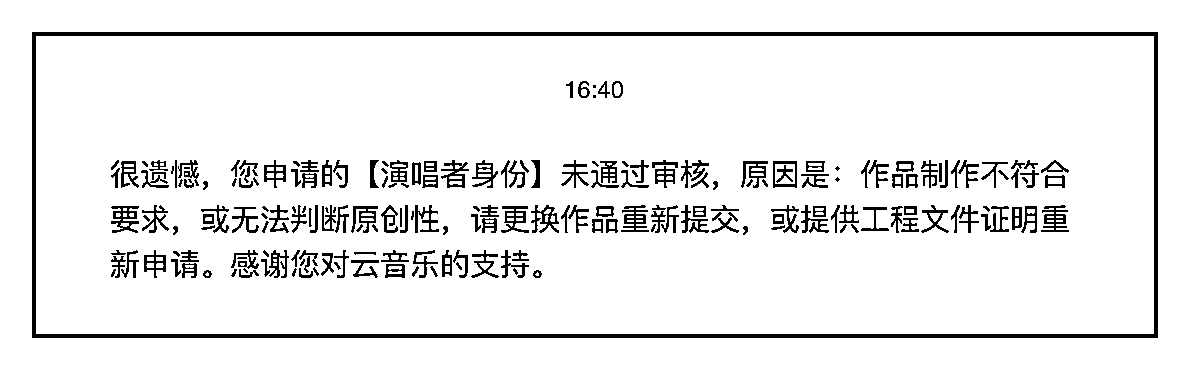 16:40
很遗憾，您申请的【演唱者身份】未通过审核，原因是：作品制作不符合
要求，或无法判断原创性，请更换作品重新提交，或提供工程文件证明重
新申请。感谢您对云音乐的支持。